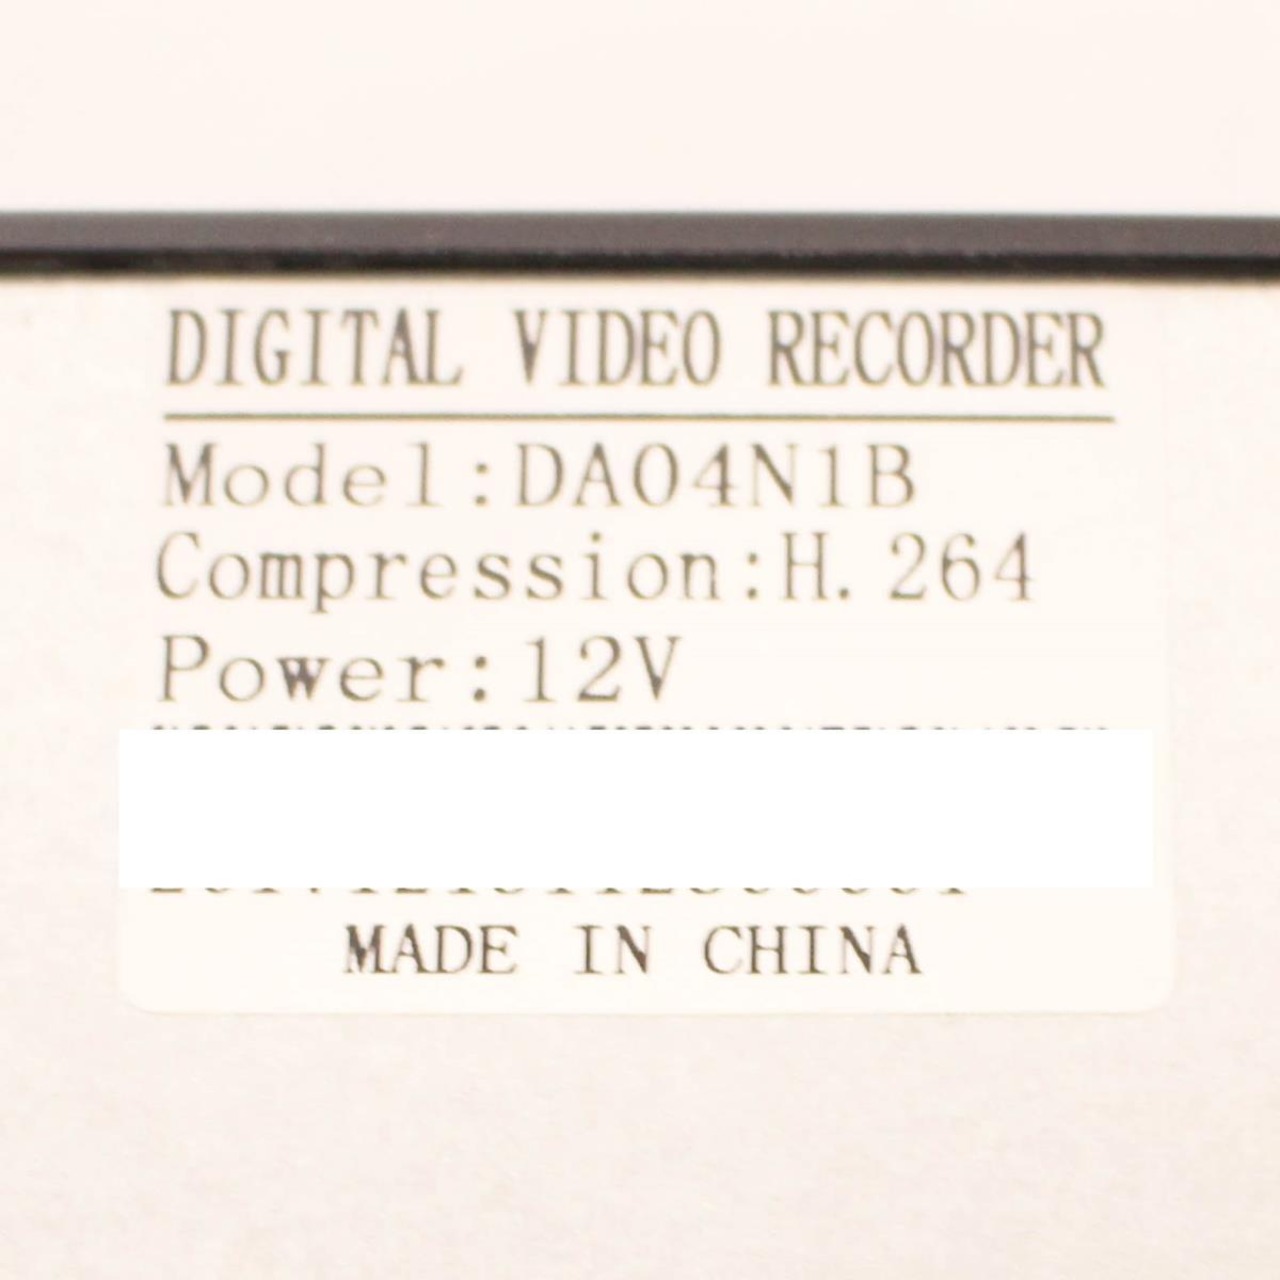 DIGITAL VIDEO RECORDER
Model:DA04N1B
Compression:H.264
Power:12V
MADE IN CHINA